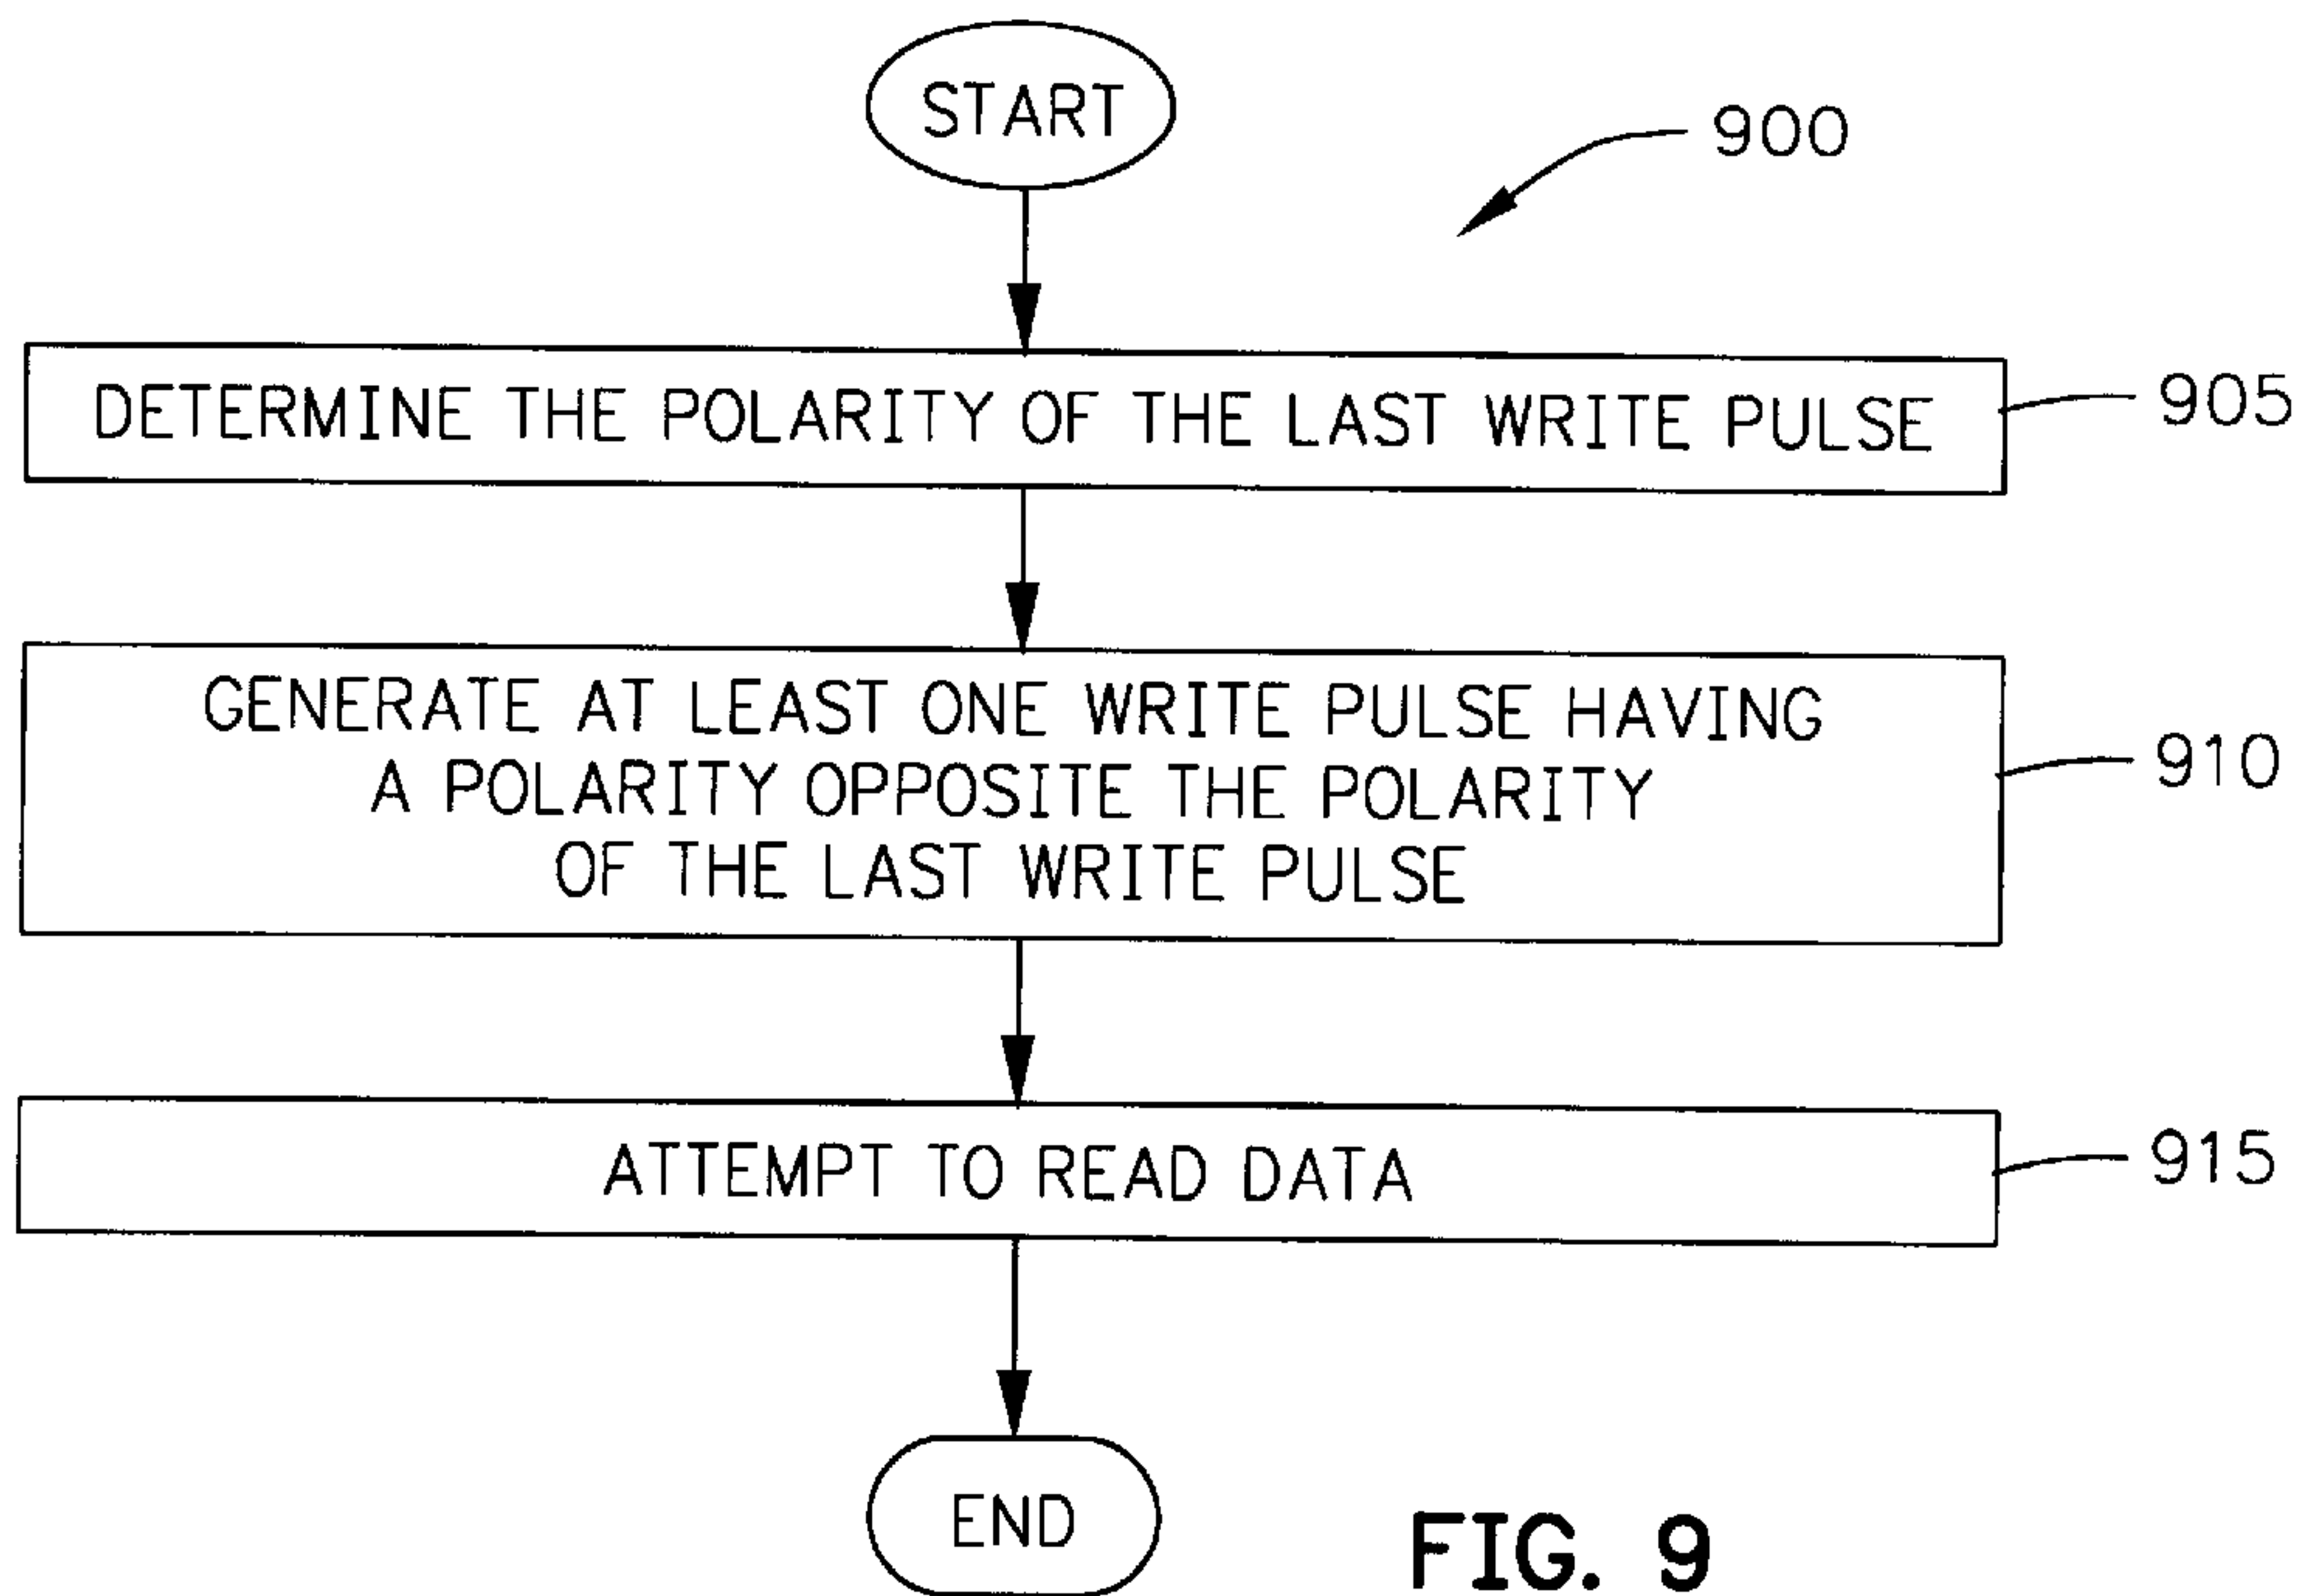 START
900
DETERMINE THE POLARITY OF THE LAST WRITE PULSE
905
GENERATE AT LEAST ONE WRITE PULSE HAVING
A POLARITY OPPOSITE THE POLARITY
OF THE LAST WRITE PULSE
910
ATTEMPT TO READ DATA
915
END
FIG. 9